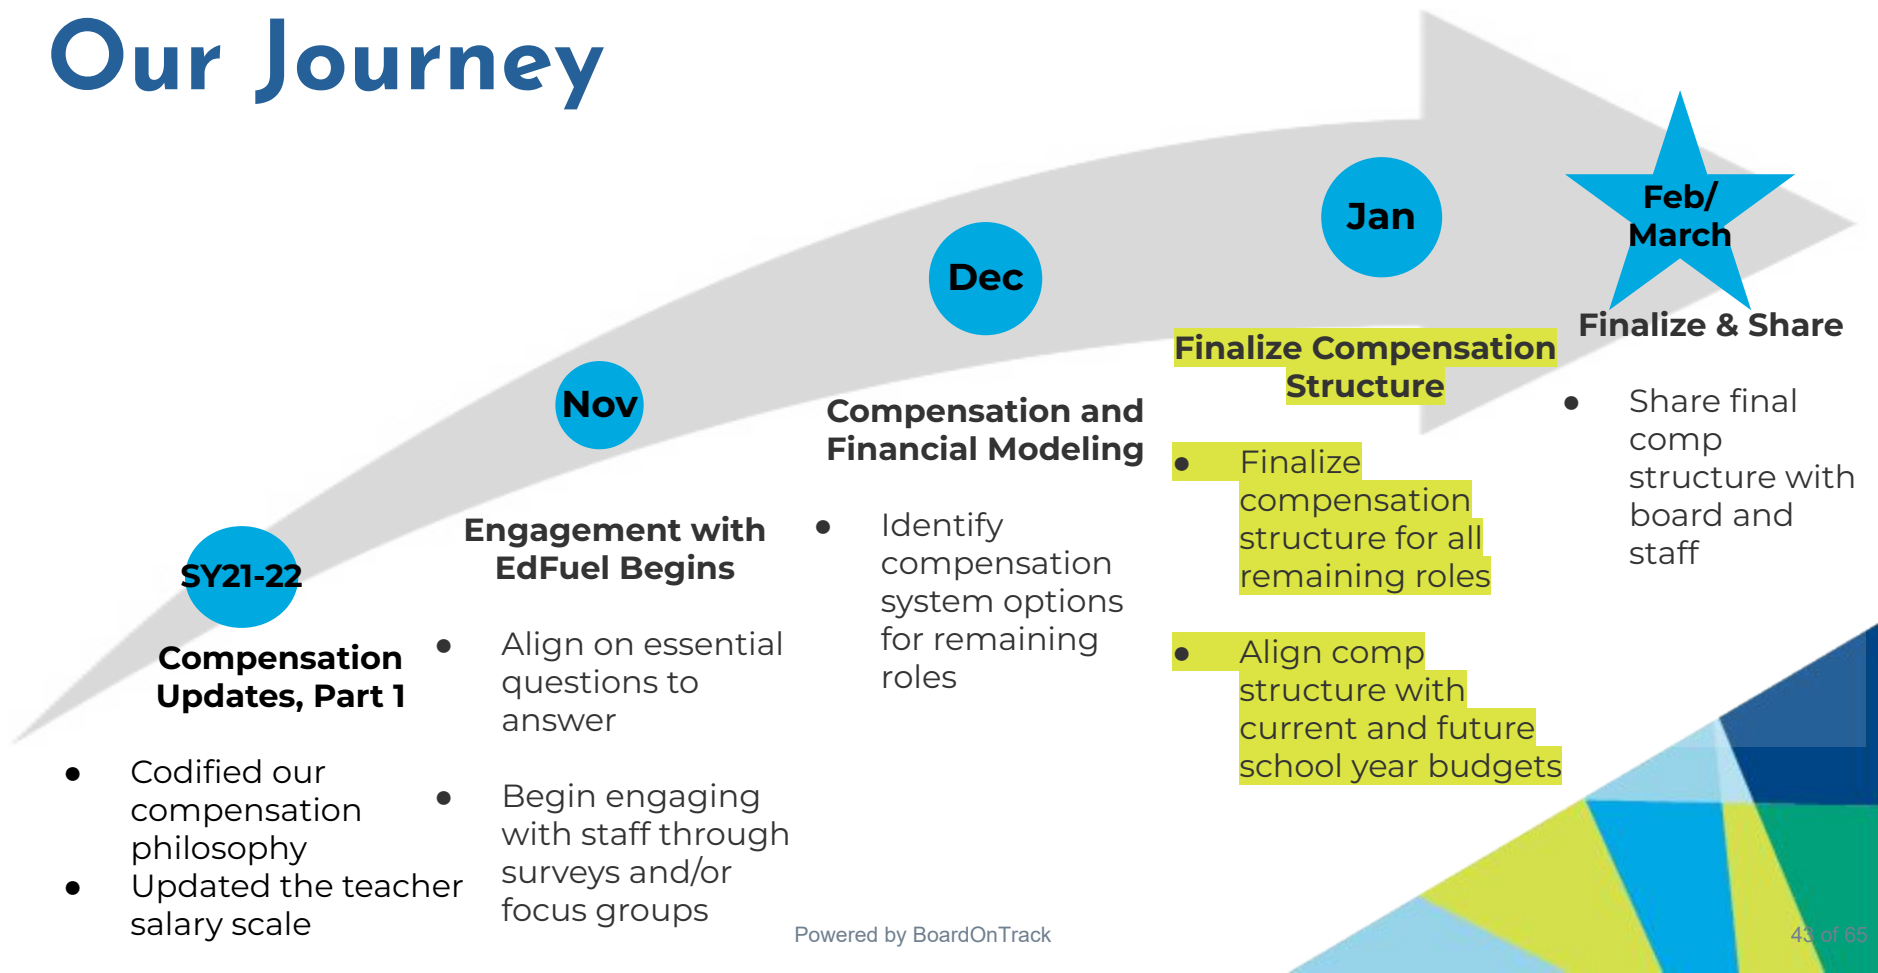 Our Journey
SY21-22
Compensation
Updates, Part 1
● Codified our
compensation
philosophy
● Updated the teacher
salary scale
Nov
Engagement with
EdFuel Begins
● Align on essential
questions to
answer
● Begin engaging
with staff through
surveys and/or
focus groups
Dec
Compensation and
Financial Modeling
● Identify
compensation
system options
for remaining
roles
Jan
Finalize Compensation
Structure
● Finalize
compensation
structure for all
remaining roles
● Align comp
structure with
current and future
school year budgets
Feb/
March
Finalize & Share
● Share final
comp
structure with
board and
staff
Powered by BoardOnTrack
43 of 65